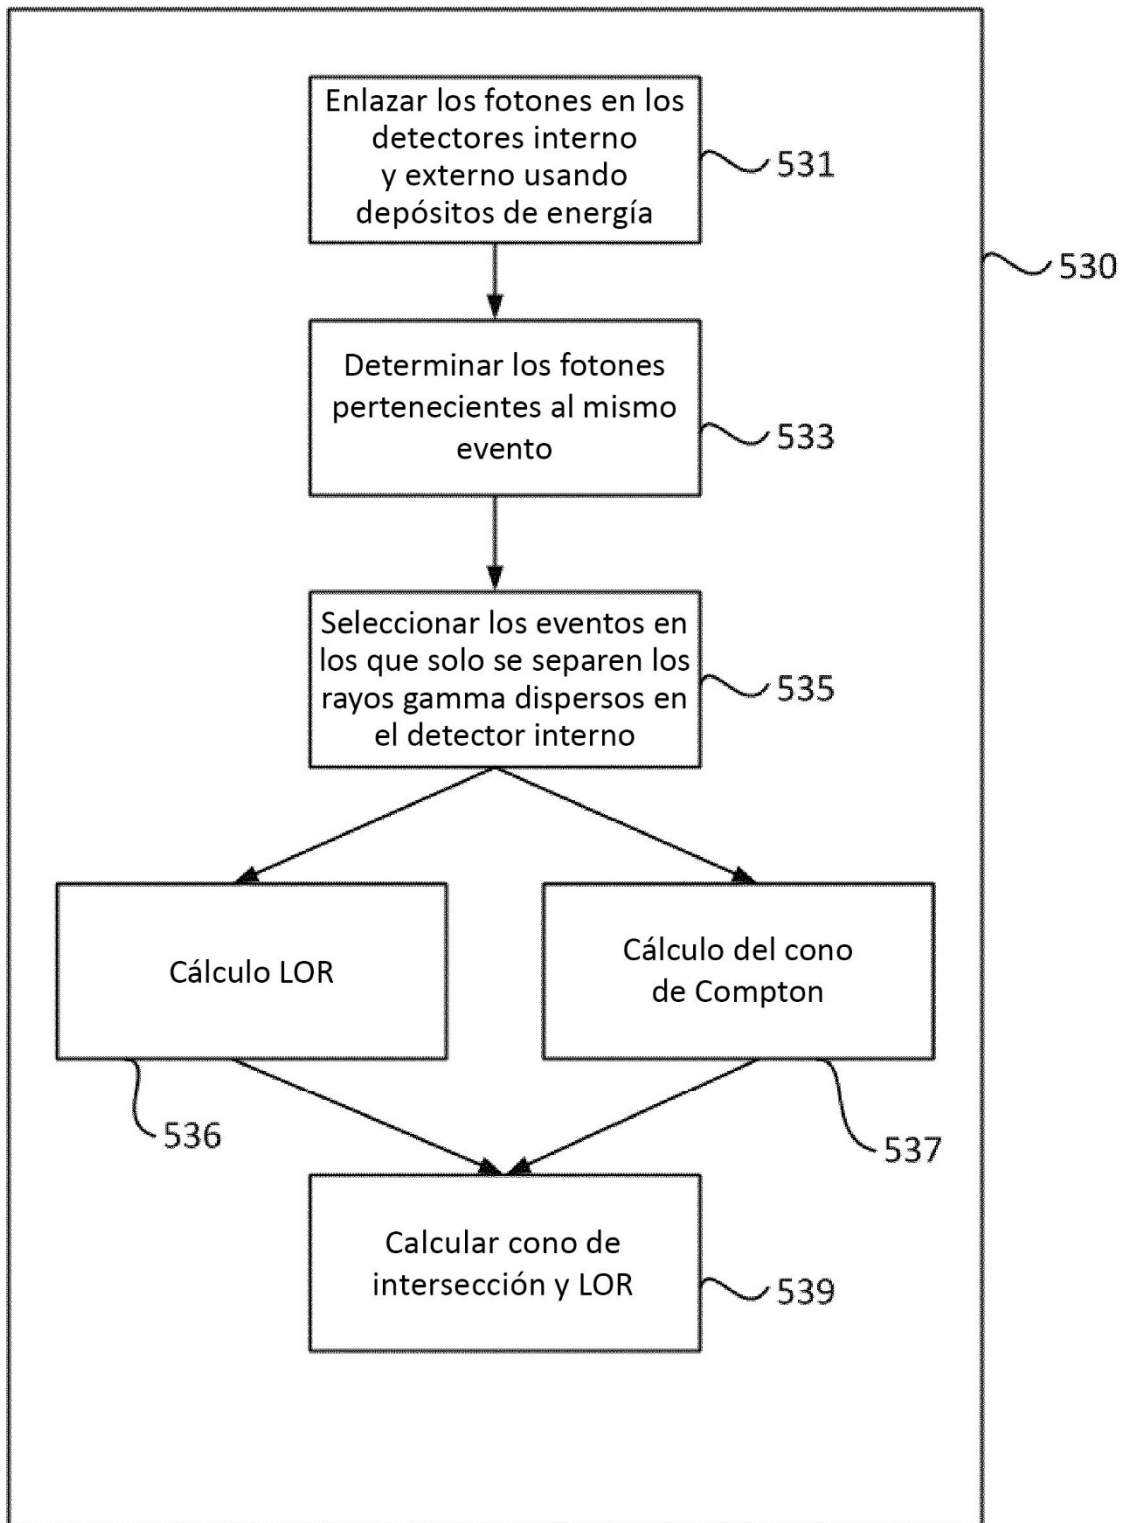 Enlazar los fotones en los
detectores interno
y externo usando
depósitos de energía
531
530
Determinar los fotones
pertenecientes al mismo
evento
533
Seleccionar los eventos en
los que solo se separen los
rayos gamma dispersos en
el detector interno
535
Cálculo LOR
536
Cálculo del cono
de Compton
537
Calcular cono de
intersección y LOR
539